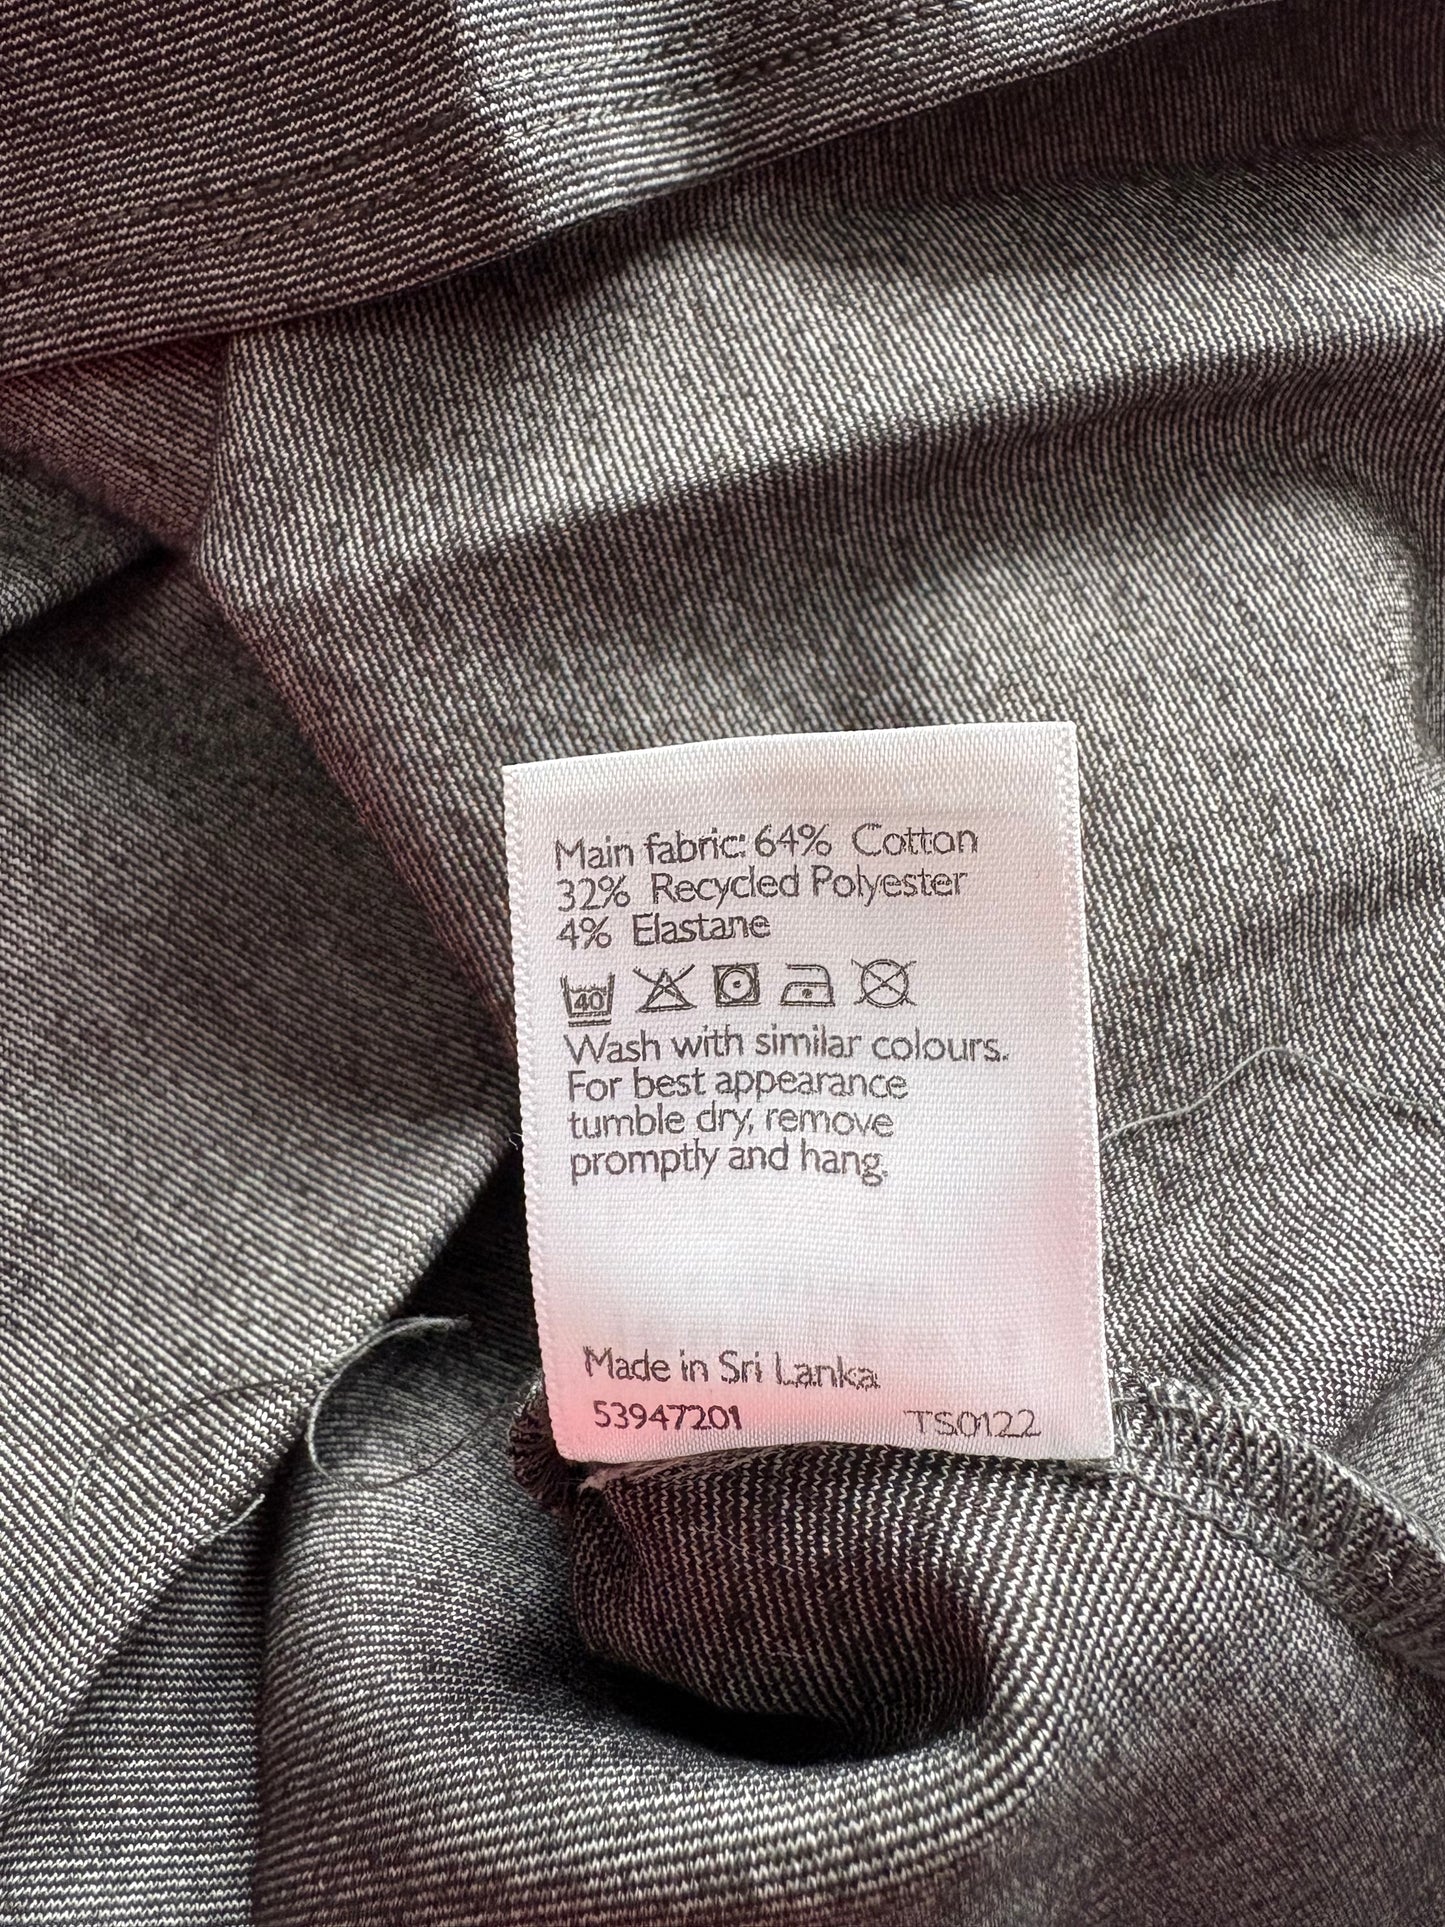 Main fabric: 64% Cotton
32% Recycled Polyester
4% Elastane
40
Wash with similar colours.
For best appearance
tumble dry, remove
promptly and hang.
Made in Sri Lanka
53947201 TS0122